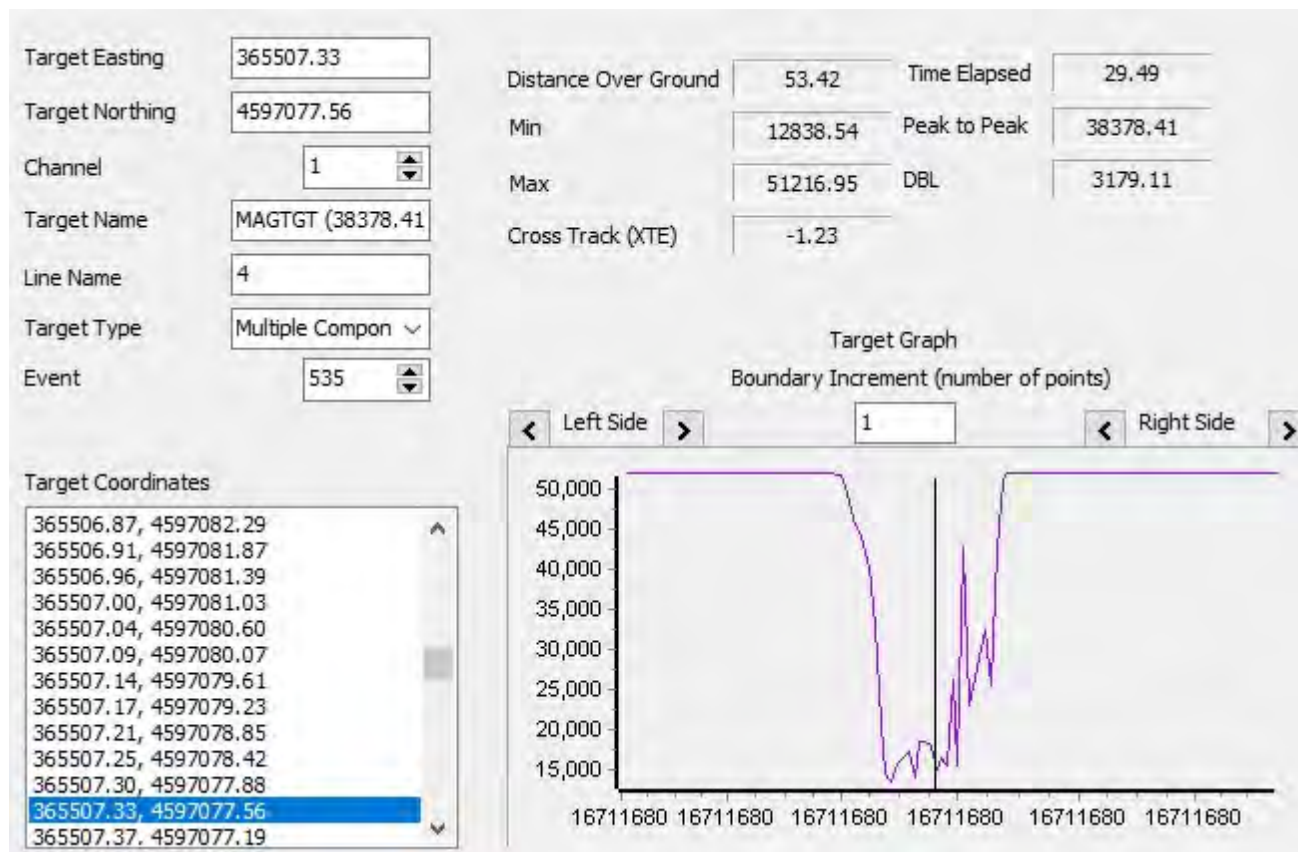 Target Easting 365507.33
Target Northing 4597077.56
Channel 1
Target Name MAGTGT (38378.41
Line Name 4
Target Type Multiple Compon
Event 535
Distance Over Ground 53.42 Time Elapsed 29.49
Min 12838.54 Peak to Peak 38378.41
Max 51216.95 DBL 3179.11
Cross Track (XTE) -1.23
Target Graph
Boundary Increment (number of points)
< Left Side > 1 < Right Side >
Target Coordinates
365506.87, 4597082.29
365506.91, 4597081.87
365506.96, 4597081.39
365507.00, 4597081.03
365507.04, 4597080.60
365507.09, 4597080.07
365507.14, 4597079.61
365507.17, 4597079.23
365507.21, 4597078.85
365507.25, 4597078.42
365507.30, 4597077.88
365507.33, 4597077.56
365507.37, 4597077.19
50,000
45,000
40,000
35,000
30,000
25,000
20,000
15,000
16711680 16711680 16711680 16711680 16711680 16711680